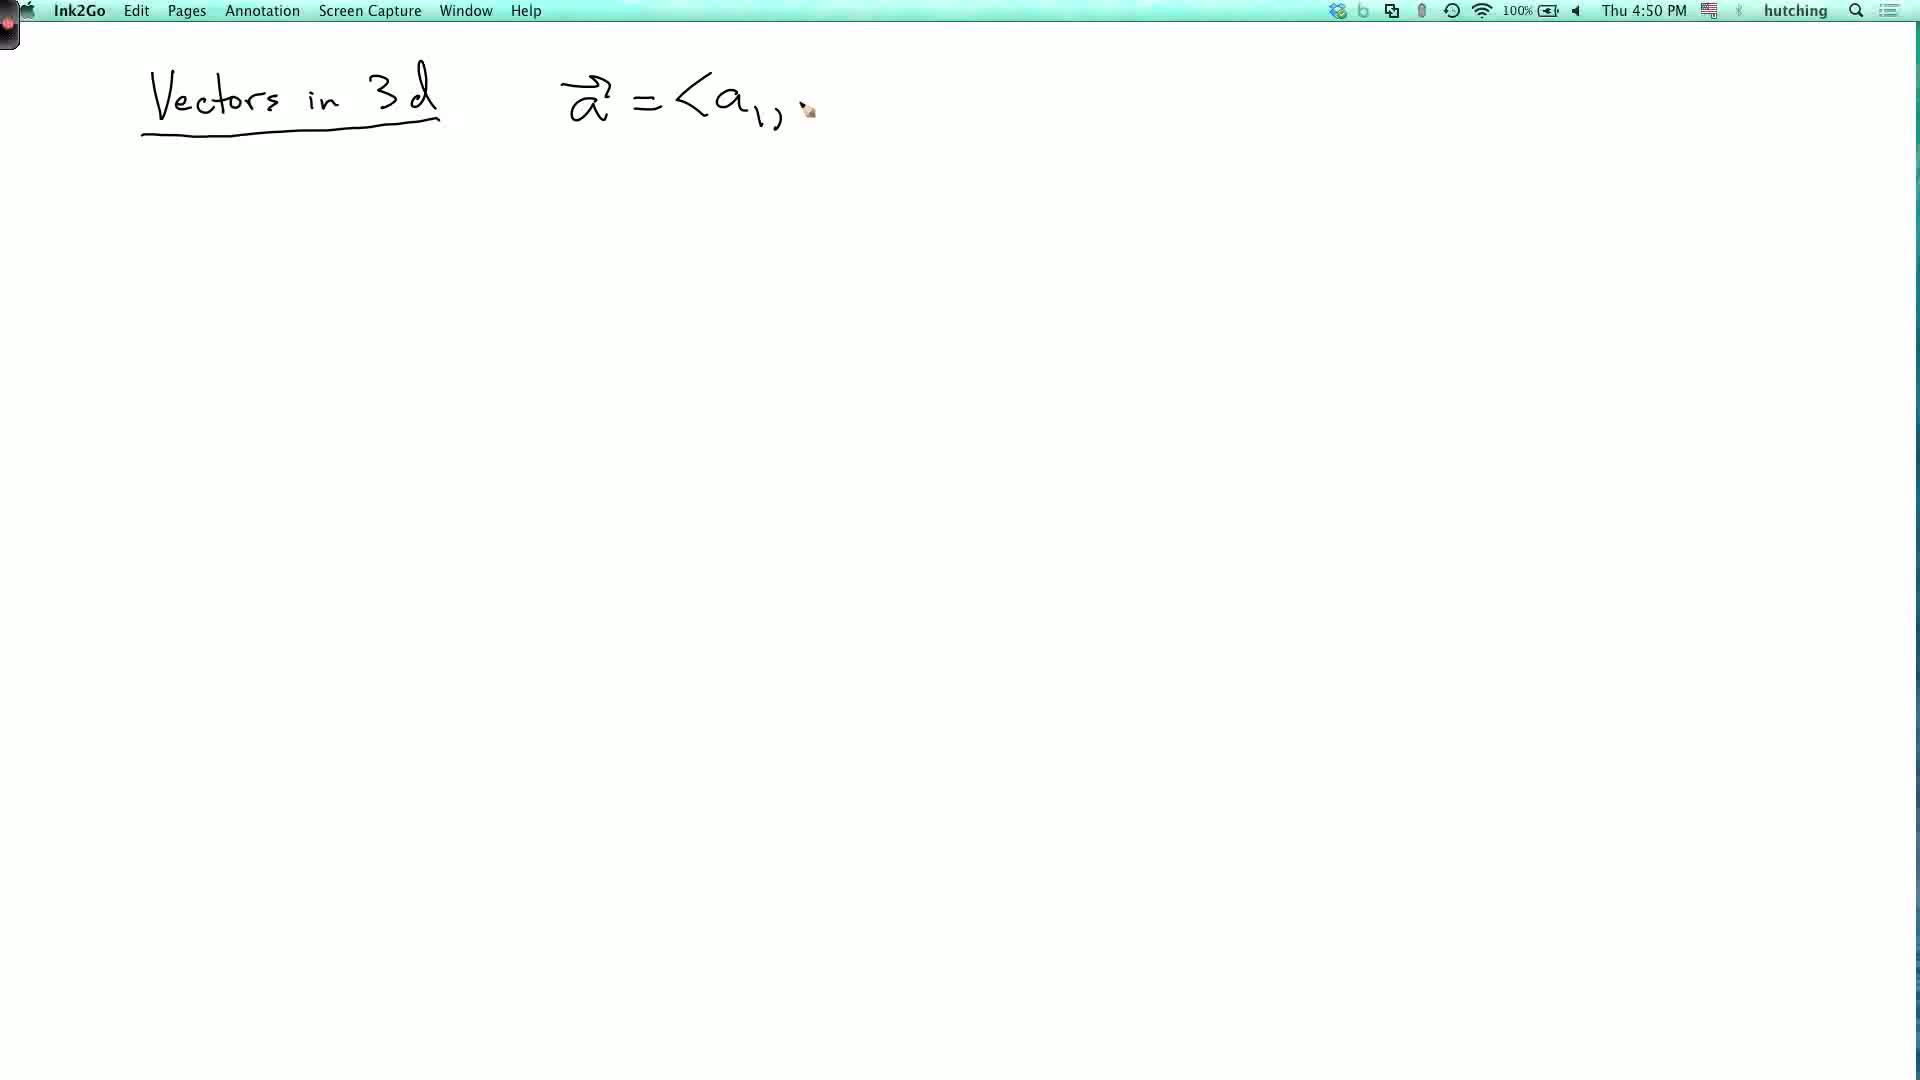 Ink2Go Edit Pages Annotation Screen Capture Window Help 100% Thu 4:50 PM hutching
Vectors in 3d a⃗ = <a₁,